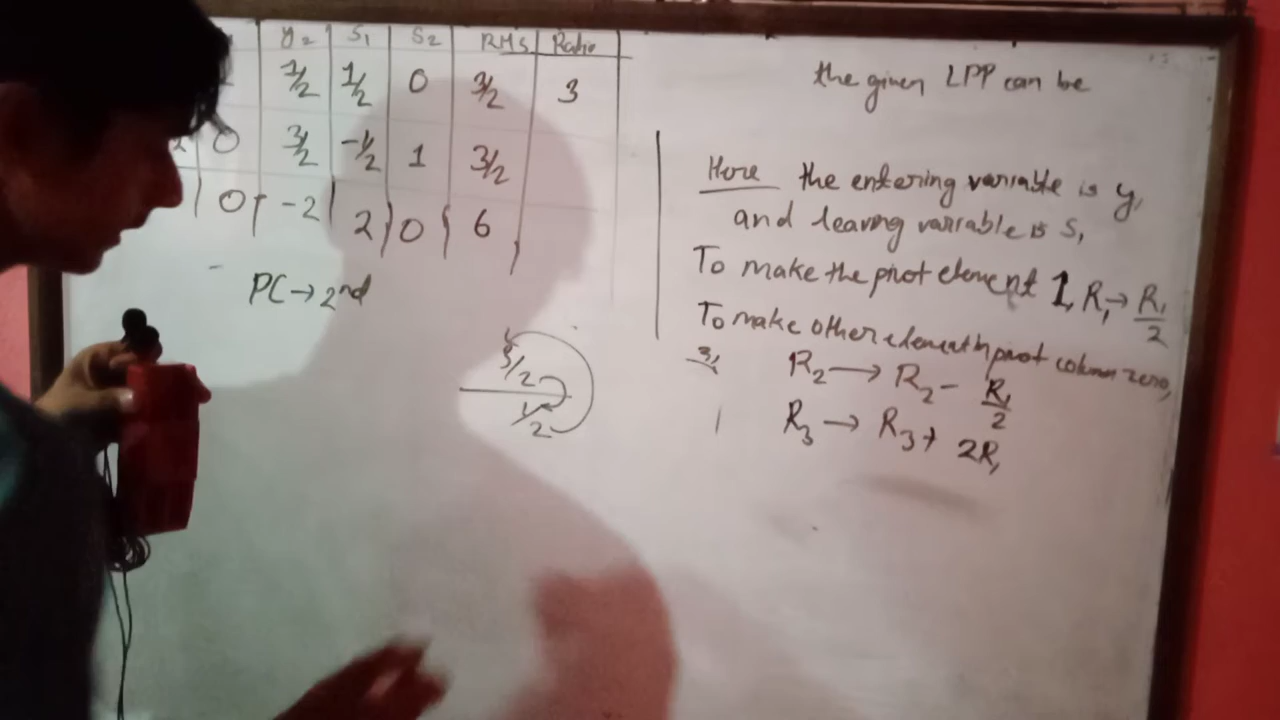 y₂ S₁ S₂ RHS Ratio
1/2 1/2 0 3/2 3
0 3/2 -1/2 1 3/2
0 -2 2 0 6
PC → 2nd
3/2
1/2
the given LPP can be
Here the entering variable is y₁
and leaving variable is S₁
To make the pivot element 1, R₁ → R₁/2
To make other element in pivot column zero,
R₂ → R₂ - R₁/2
R₃ → R₃ + 2R₁